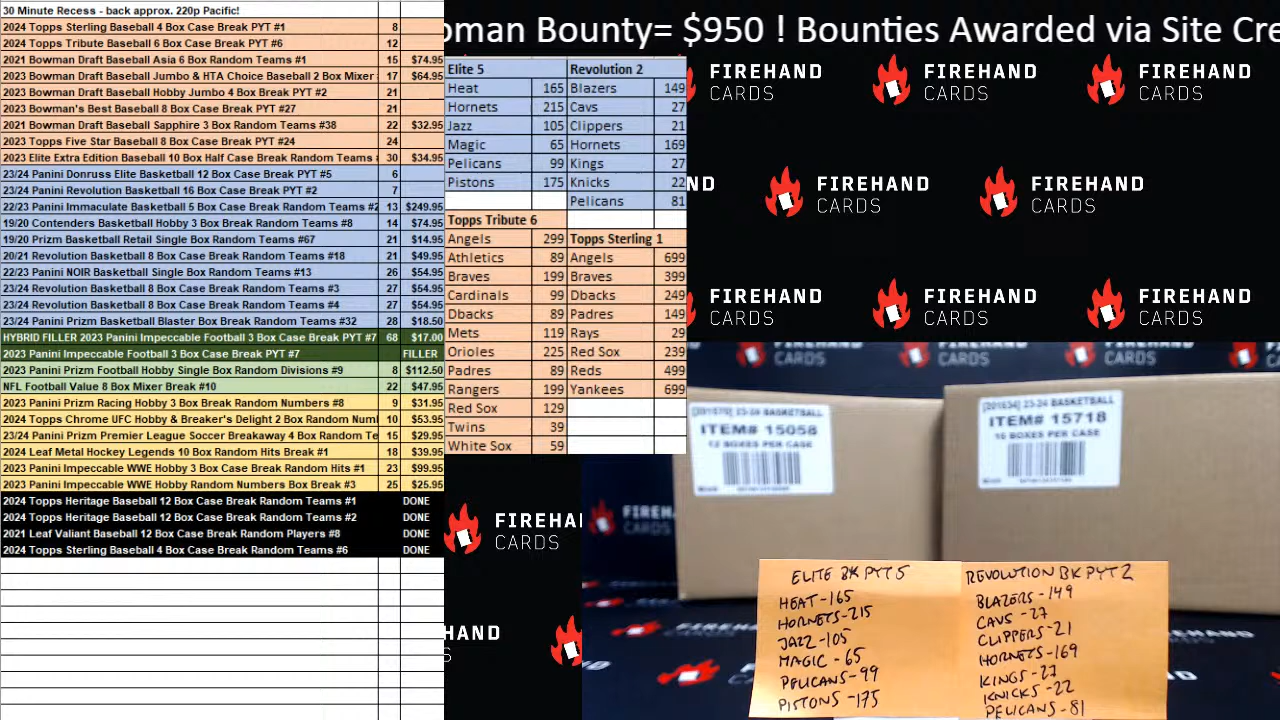 30 Minute Recess - back approx. 220p Pacific!
2024 Topps Sterling Baseball 4 Box Case Break PYT #1 8
2024 Topps Tribute Baseball 6 Box Case Break PYT #6 12
2021 Bowman Draft Baseball Asia 6 Box Random Teams #1 15 $74.95
2023 Bowman Draft Baseball Jumbo & HTA Choice Baseball 2 Box Mixer 17 $64.95
2023 Bowman Draft Baseball Hobby Jumbo 4 Box PYT #2 21
2023 Bowman's Best Baseball 8 Box Case Break PYT #27 21
2021 Bowman Draft Baseball Sapphire 3 Box Random Teams #38 22 $32.95
2023 Topps Five Star Baseball 8 Box Case PYT #24 24
2023 Elite Extra Edition Baseball 10 Box Half Case Break Random Teams 30 $34.95
23/24 Panini Donruss Elite Basketball 12 Box Case Break PYT #5 6
23/24 Panini Revolution Basketball 16 Box Case PYT #2 7
22/23 Panini Immaculate Basketball 5 Box Case Break Random Teams #2 13 $249.95
19/20 Contenders Basketball Hobby 3 Box Random Teams #8 14 $74.95
19/20 Prizm Basketball Retail Single Box Random Teams #67 21 $14.95
20/21 Revolution Basketball 8 Box Case Break Random Teams #18 21 $49.95
22/23 Panini NOIR Basketball Single Box Random Teams #13 26 $54.95
23/24 Revolution Basketball 8 Box Case Break Random Teams #3 27 $54.95
23/24 Revolution Basketball 8 Box Case Break Random Teams #4 27 $54.95
23/24 Panini Prizm Basketball Blaster Box Break Random Teams #32 28 $18.50
HYBRID FILLER 2023 Panini Impeccable Football 3 Box Case Break PYT #7 68 $17.00
2023 Panini Impeccable Football 3 Box Case Break PYT #7 FILLER
2023 Panini Prizm Football Hobby Single Box Random Divisions #9 8 $112.50
NFL Football Value 8 Box Mixer Break #10 22 $47.95
2023 Panini Prizm Racing Hobby 3 Box Random Numbers #8 9 $31.95
2024 Topps Chrome UFC Hobby & Breaker's Delight 2 Box Random Num 10 $53.95
23/24 Panini Prizm Premier League Soccer Breakaway 4 Box Random Te 15 $29.95
2024 Leaf Metal Hockey Legends 10 Box Random Hits Break #1 18 $39.95
2023 Panini Impeccable WWE Hobby 3 Box Case Break Random Hits #1 23 $99.95
2023 Panini Impeccable WWE Hobby Random Numbers Box Break #3 25 $25.95
2024 Topps Heritage Baseball 12 Box Case Break Random Teams #1 DONE
2024 Topps Heritage Baseball 12 Box Case Break Random Teams #2 DONE
2021 Leaf Valiant Baseball 12 Box Case Break Random Players #8 DONE
2024 Topps Sterling Baseball 4 Box Case Break Random Teams #6 DONE
oman Bounty= $950 ! Bounties Awarded via Site Cre
Elite 5
Heat 165
Hornets 215
Jazz 105
Magic 65
Pelicans 99
Pistons 175
Revolution 2
Blazers 149
Cavs 27
Clippers 21
Hornets 169
Kings 27
Knicks 22
Pelicans 81
Topps Tribute 6
Angels 299
Athletics 89
Braves 199
Cardinals 99
Dbacks 89
Mets 119
Orioles 225
Padres 89
Rangers 199
Red Sox 129
Twins 39
White Sox 59
Topps Sterling 1
Angels 699
Braves 399
Dbacks 249
Padres 149
Rays 29
Red Sox 239
Reds 499
Yankees 699
FIREHAND
CARDS
FIREHAND
CARDS
FIREHAND
CARDS
ND
FIREHAND
CARDS
FIREHAND
CARDS
FIREHAND
CARDS
FIREHAND
CARDS
FIREHAND
CARDS
FIREHA
CARDS
HAND
S
ITEM# 15058
12 BOXES PER CASE
23-24 BASKETBALL
ITEM# 15718
16 BOXES PER CASE
ELITE BK PYT 5
HEAT -165
HORNETS -215
JAZZ -105
MAGIC - 65
PELICANS -99
PISTONS -175
REVOLUTION BK PYT 2
BLAZERS -149
CAVS -27
CLIPPERS -21
HORNETS -169
KINGS -27
KNICKS -22
PELICANS -81